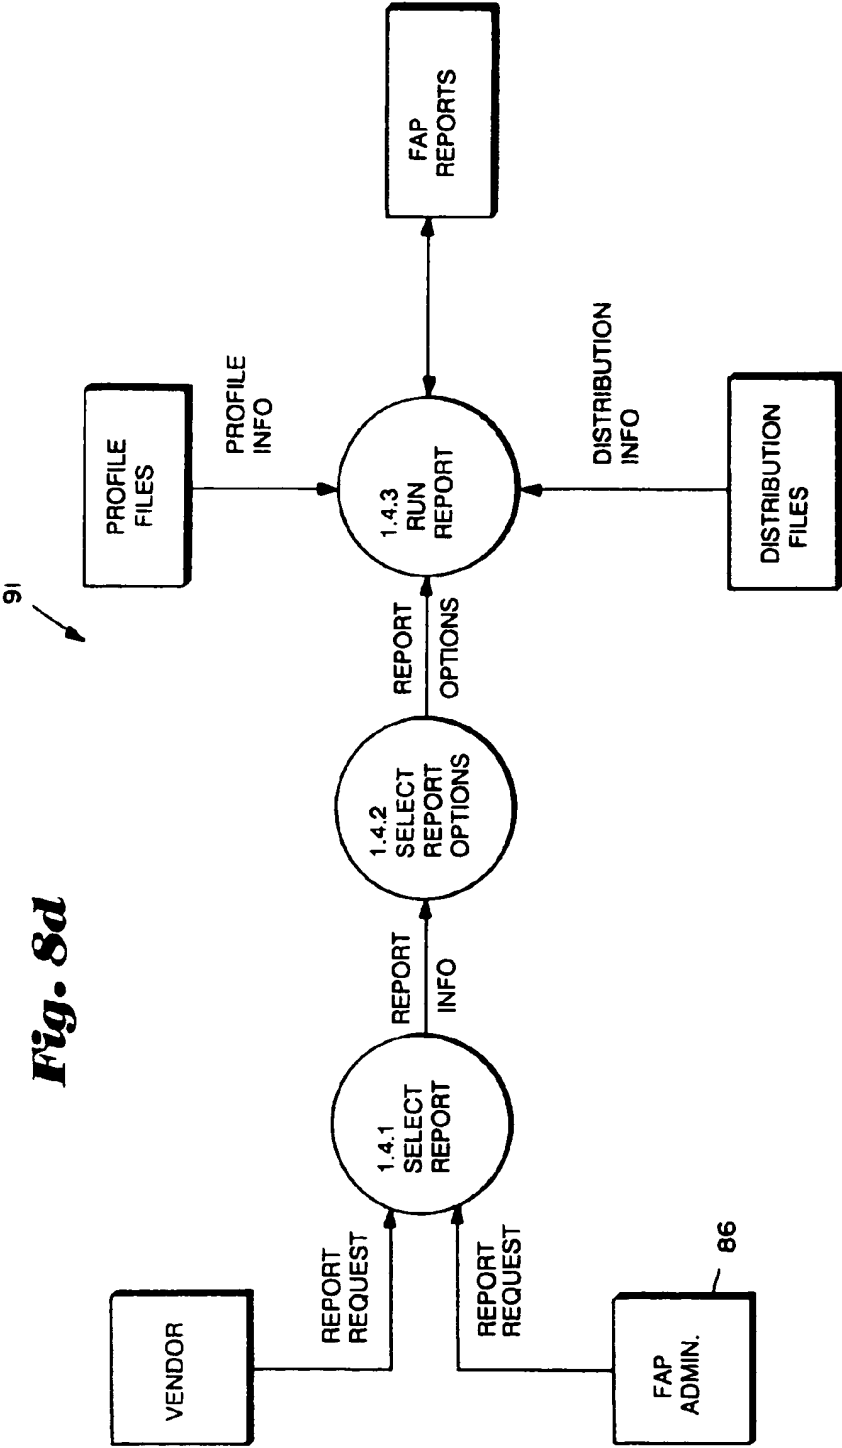 Fig. 8d
91
VENDOR
REPORT
REQUEST
FAP
ADMIN.
86
REPORT
REQUEST
1.4.1
SELECT
REPORT
REPORT
INFO
1.4.2
SELECT
REPORT
OPTIONS
REPORT
OPTIONS
PROFILE
FILES
PROFILE
INFO
1.4.3
RUN
REPORT
DISTRIBUTION
INFO
DISTRIBUTION
FILES
FAP
REPORTS